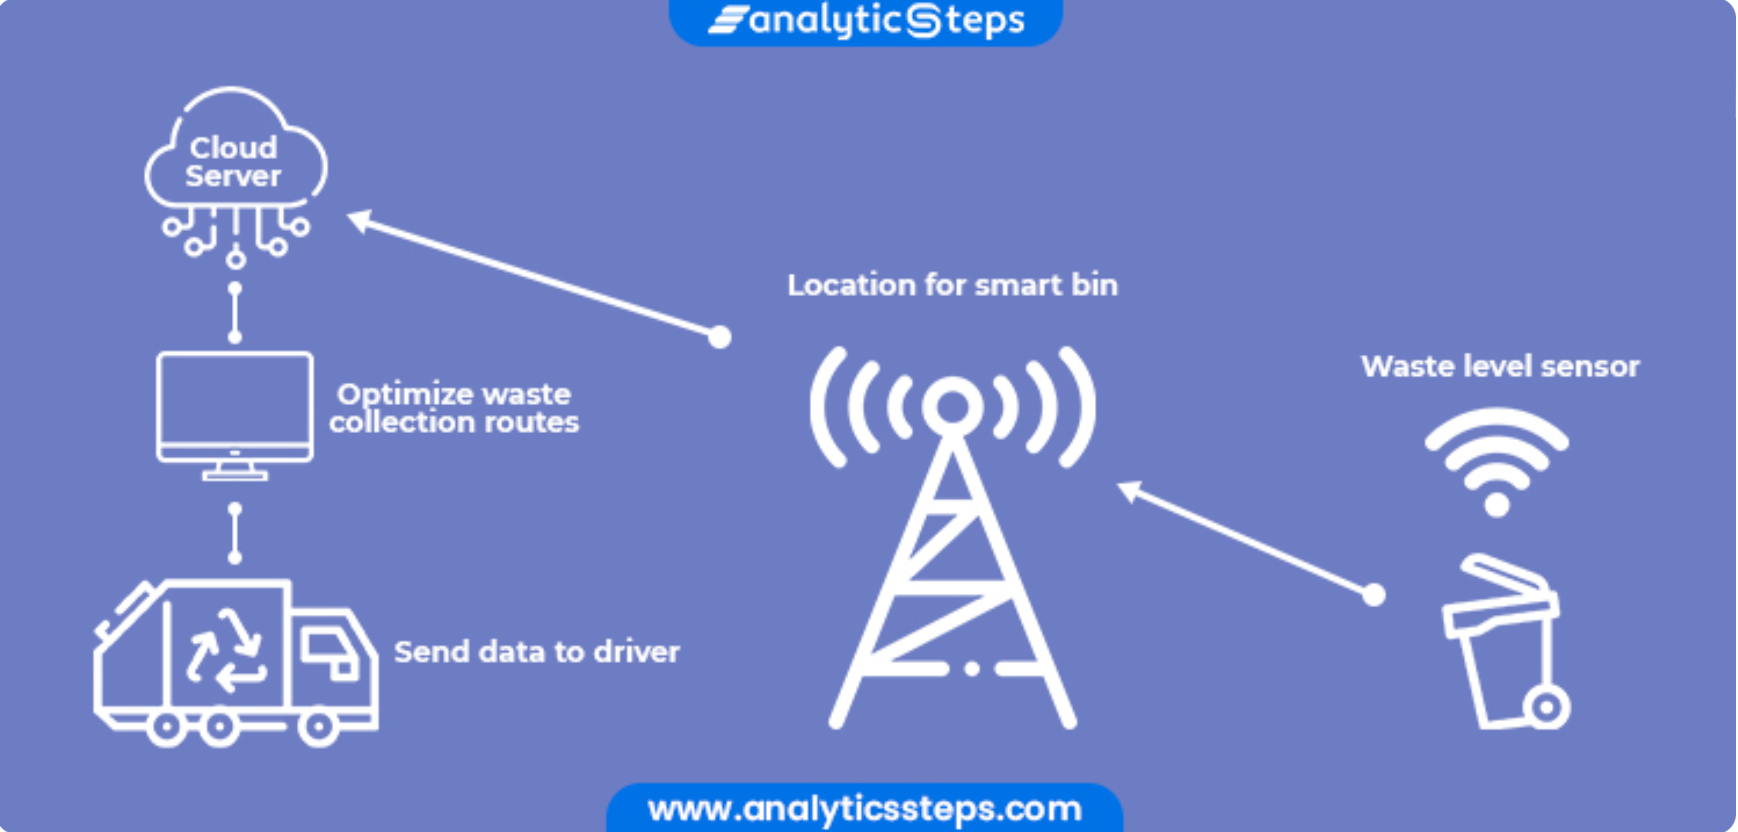 analyticSteps
Cloud
Server
Location for smart bin
Waste level sensor
Optimize waste
collection routes
Send data to driver
www.analyticssteps.com